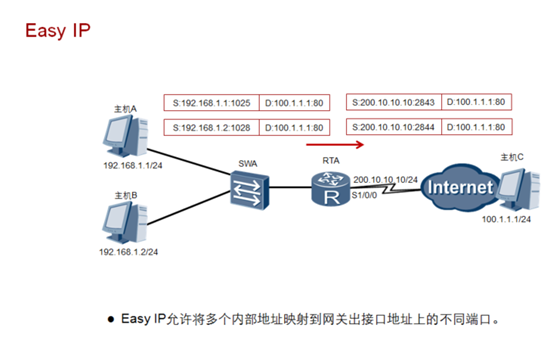 Easy IP
S:192.168.1.1:1025 D:100.1.1.1:80 S:200.10.10.10:2843 D:100.1.1.1:80
主机A
S:192.168.1.2:1028 D:100.1.1.1:80 S:200.10.10.10:2844 D:100.1.1.1:80
SWA
RTA
主机C
192.168.1.1/24
200.10.10.10/24
Internet
R
S1/0/0
主机B
100.1.1.1/24
192.168.1.2/24
● Easy IP允许将多个内部地址映射到网关出接口地址上的不同端口。